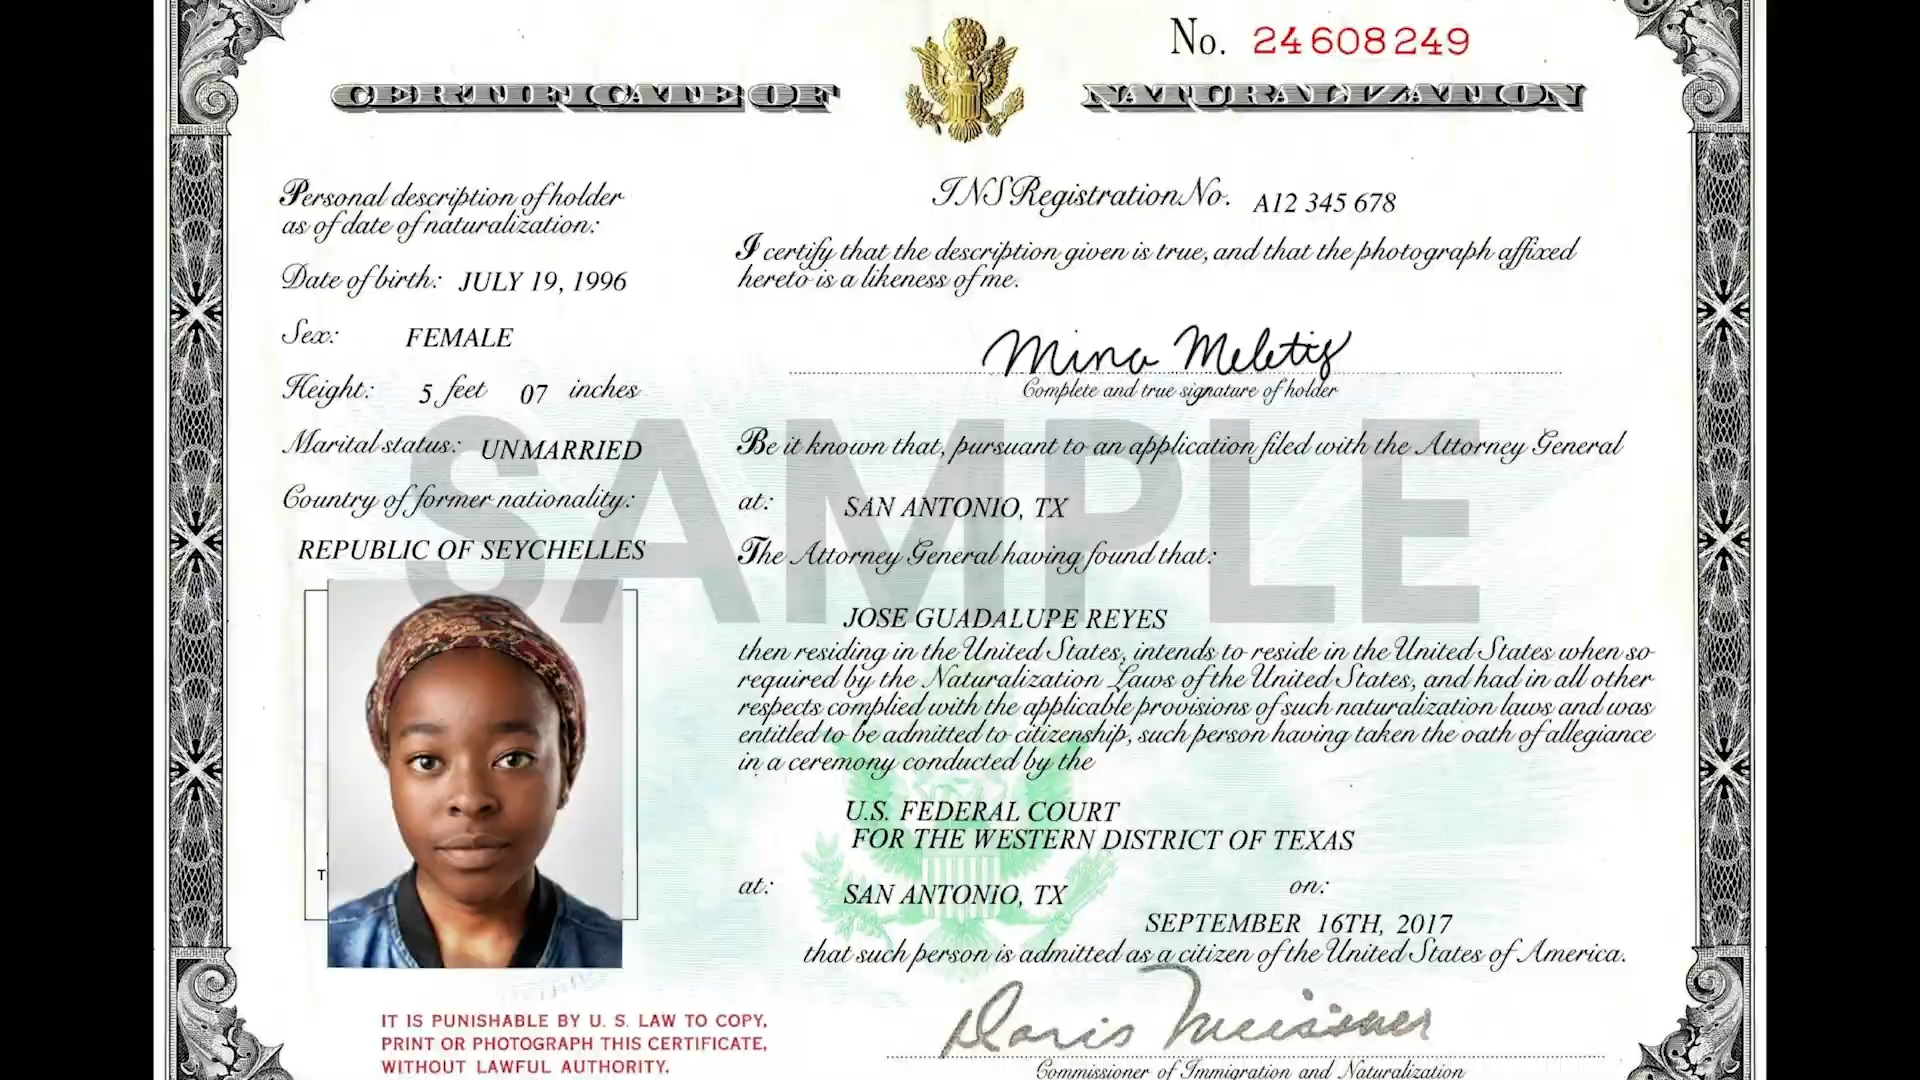 No. 24608249
CERTIFICATE OF NATURALIZATION
Personal description of holder
as of date of naturalization:
Date of birth: JULY 19, 1996
Sex: FEMALE
Height: 5 feet 07 inches
Marital status: UNMARRIED
Country of former nationality:
REPUBLIC OF SEYCHELLES
T
IT IS PUNISHABLE BY U. S. LAW TO COPY,
PRINT OR PHOTOGRAPH THIS CERTIFICATE,
WITHOUT LAWFUL AUTHORITY.
INS Registration No. A12 345 678
I certify that the description given is true, and that the photograph affixed
hereto is a likeness of me.
Mina Meletis
Complete and true signature of holder
SAMPLE
Be it known that, pursuant to an application filed with the Attorney General
at: SAN ANTONIO, TX
The Attorney General having found that:
JOSE GUADALUPE REYES
then residing in the United States, intends to reside in the United States when so
required by the Naturalization Laws of the United States, and had in all other
respects complied with the applicable provisions of such naturalization laws and was
entitled to be admitted to citizenship, such person having taken the oath of allegiance
in a ceremony conducted by the
U.S. FEDERAL COURT
FOR THE WESTERN DISTRICT OF TEXAS
at: SAN ANTONIO, TX on:
SEPTEMBER 16TH, 2017
that such person is admitted as a citizen of the United States of America.
Doris Meissner
Commissioner of Immigration and Naturalization